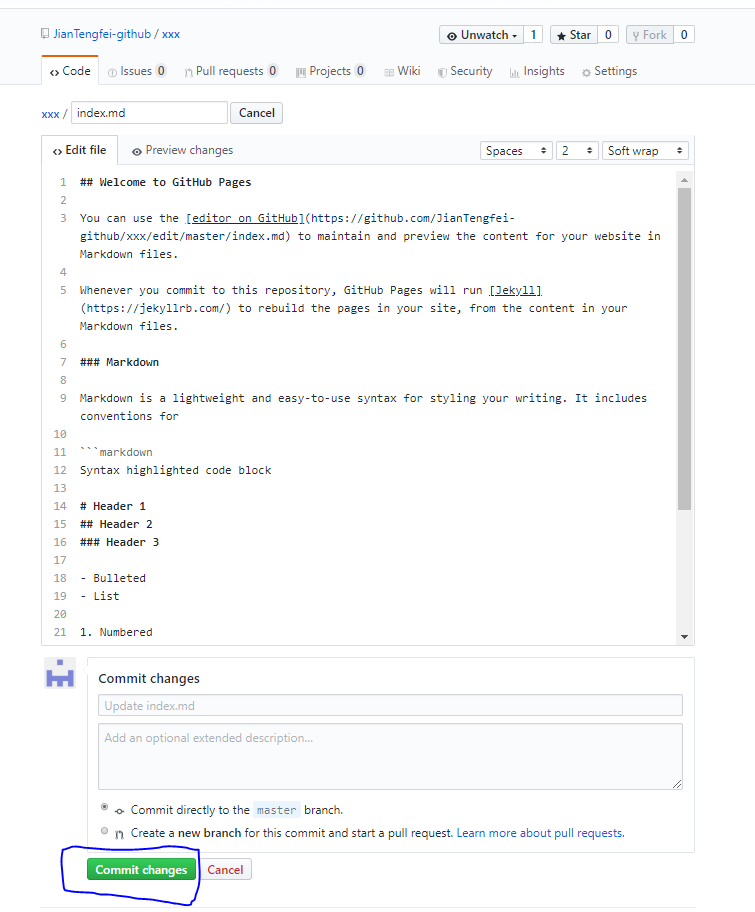 JianTengfei-github / xxx
Unwatch 1 Star 0 Fork 0
Code Issues 0 Pull requests 0 Projects 0 Wiki Security Insights Settings
xxx / index.md Cancel
Edit file Preview changes Spaces 2 Soft wrap
1 ## Welcome to GitHub Pages
2
3 You can use the [editor on GitHub](https://github.com/JianTengfei-
github/xxx/edit/master/index.md) to maintain and preview the content for your website in
Markdown files.
4
5 Whenever you commit to this repository, GitHub Pages will run [Jekyll]
(https://jekyllrb.com/) to rebuild the pages in your site, from the content in your
Markdown files.
6
7 ### Markdown
8
9 Markdown is a lightweight and easy-to-use syntax for styling your writing. It includes
conventions for
10
11 ```markdown
12 Syntax highlighted code block
13
14 # Header 1
15 ## Header 2
16 ### Header 3
17
18 - Bulleted
19 - List
20
21 1. Numbered
Commit changes
Update index.md
Add an optional extended description...
Commit directly to the master branch.
Create a new branch for this commit and start a pull request. Learn more about pull requests.
Commit changes Cancel